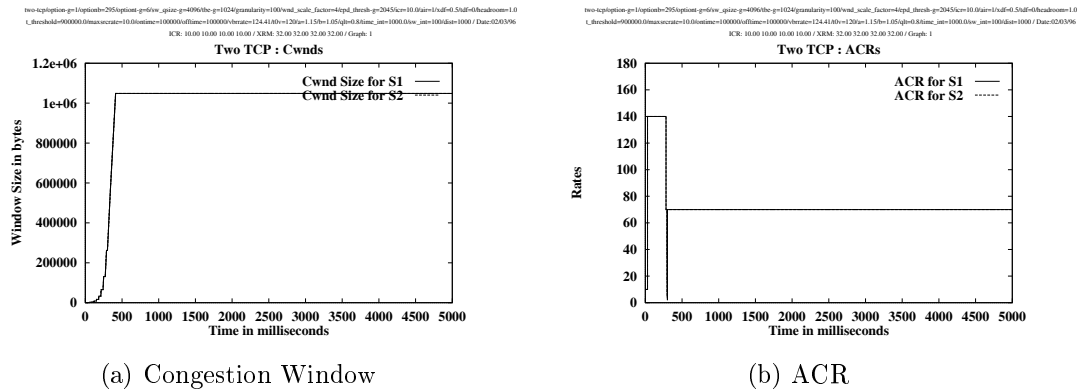 two-tcp/option-g=1/optionb=295/optiont-g=6/sw_qsize-g=4096/tbe-g=1024/granularity=100/wnd_scale_factor=4/epd_thresh-g=2045/icr=10.0/air=1/xdf=0.5/tdf=0/headroom=1.0
t_threshold=900000.0/maxsrcrate=10.0/ontime=100000/offtime=100000/vbrrate=124.41/t0v=120/a=1.15/b=1.05/qlt=0.8/time_int=1000.0/sw_int=100/dist=1000 / Date:02/03/96
ICR: 10.00 10.00 10.00 10.00 / XRM: 32.00 32.00 32.00 32.00 / Graph: 1
Two TCP : Cwnds
Window Size in bytes
1.2e+06
1e+06
800000
600000
400000
200000
0
Cwnd Size for S1
Cwnd Size for S2
0 500 1000 1500 2000 2500 3000 3500 4000 4500 5000
Time in milliseconds
(a) Congestion Window
two-tcp/option-g=1/optionb=295/optiont-g=6/sw_qsize-g=4096/tbe-g=1024/granularity=100/wnd_scale_factor=4/epd_thresh-g=2045/icr=10.0/air=1/xdf=0.5/tdf=0/headroom=1.0
t_threshold=900000.0/maxsrcrate=10.0/ontime=100000/offtime=100000/vbrrate=124.41/t0v=120/a=1.15/b=1.05/qlt=0.8/time_int=1000.0/sw_int=100/dist=1000 / Date:02/03/96
ICR: 10.00 10.00 10.00 10.00 / XRM: 32.00 32.00 32.00 32.00 / Graph: 1
Two TCP : ACRs
Rates
180
160
140
120
100
80
60
40
20
0
ACR for S1
ACR for S2
0 500 1000 1500 2000 2500 3000 3500 4000 4500 5000
Time in milliseconds
(b) ACR